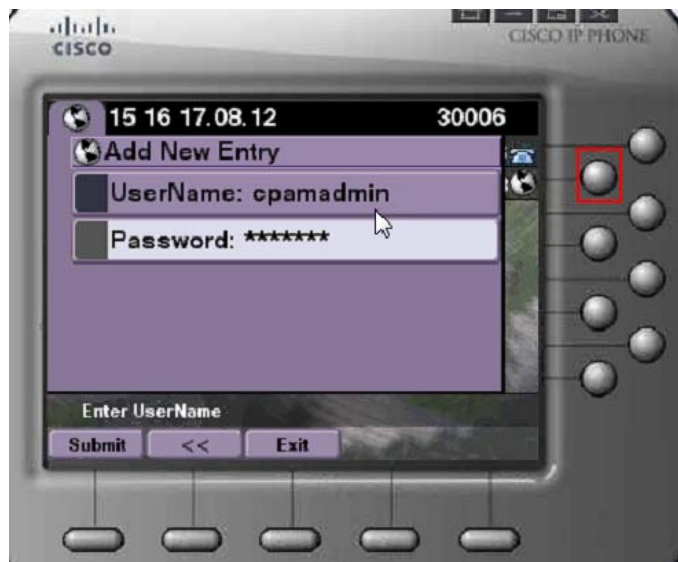 CISCO
CISCO IP PHONE
15 16 17.08.12 30006
Add New Entry
UserName: cpamadmin
Password: *******
Enter UserName
Submit << Exit